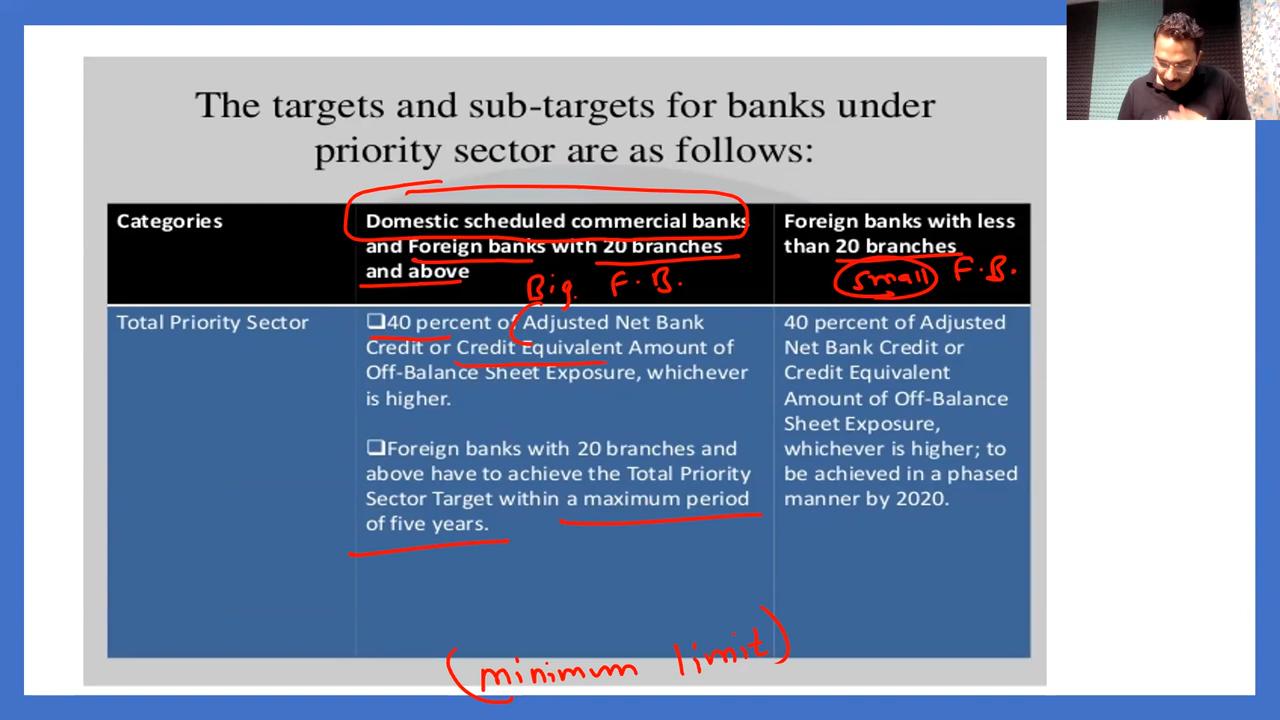 The targets and sub-targets for banks under
priority sector are as follows:
Categories
Domestic scheduled commercial banks
and Foreign banks with 20 branches
and above
Big. F.B.
Foreign banks with less
than 20 branches
small F.B.
Total Priority Sector
❑40 percent of Adjusted Net Bank
Credit or Credit Equivalent Amount of
Off-Balance Sheet Exposure, whichever
is higher.
❑Foreign banks with 20 branches and
above have to achieve the Total Priority
Sector Target within a maximum period
of five years.
40 percent of Adjusted
Net Bank Credit or
Credit Equivalent
Amount of Off-Balance
Sheet Exposure,
whichever is higher; to
be achieved in a phased
manner by 2020.
(minimum limit)